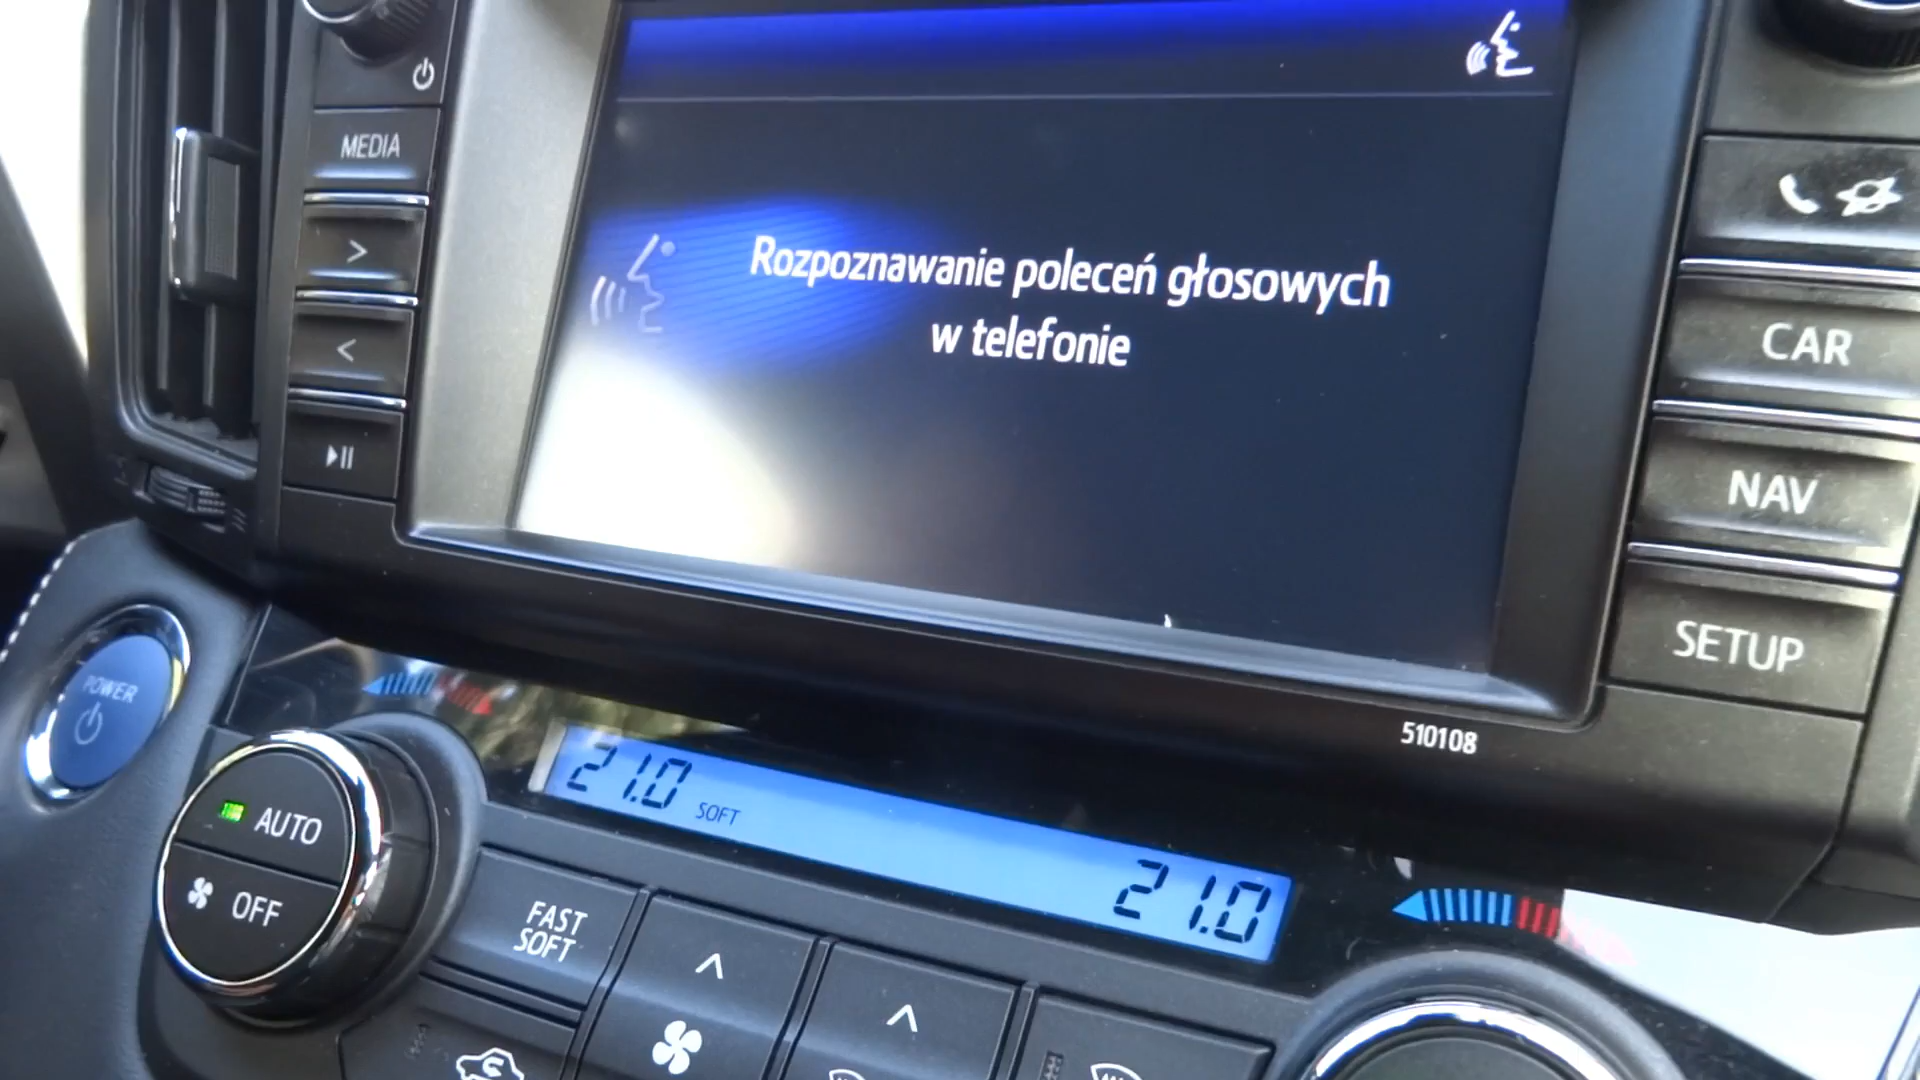 MEDIA
>
<
Rozpoznawanie poleceń głosowych
w telefonie
CAR
NAV
SETUP
510108
POWER
21.0 SOFT
21.0
AUTO
OFF
FAST
SOFT